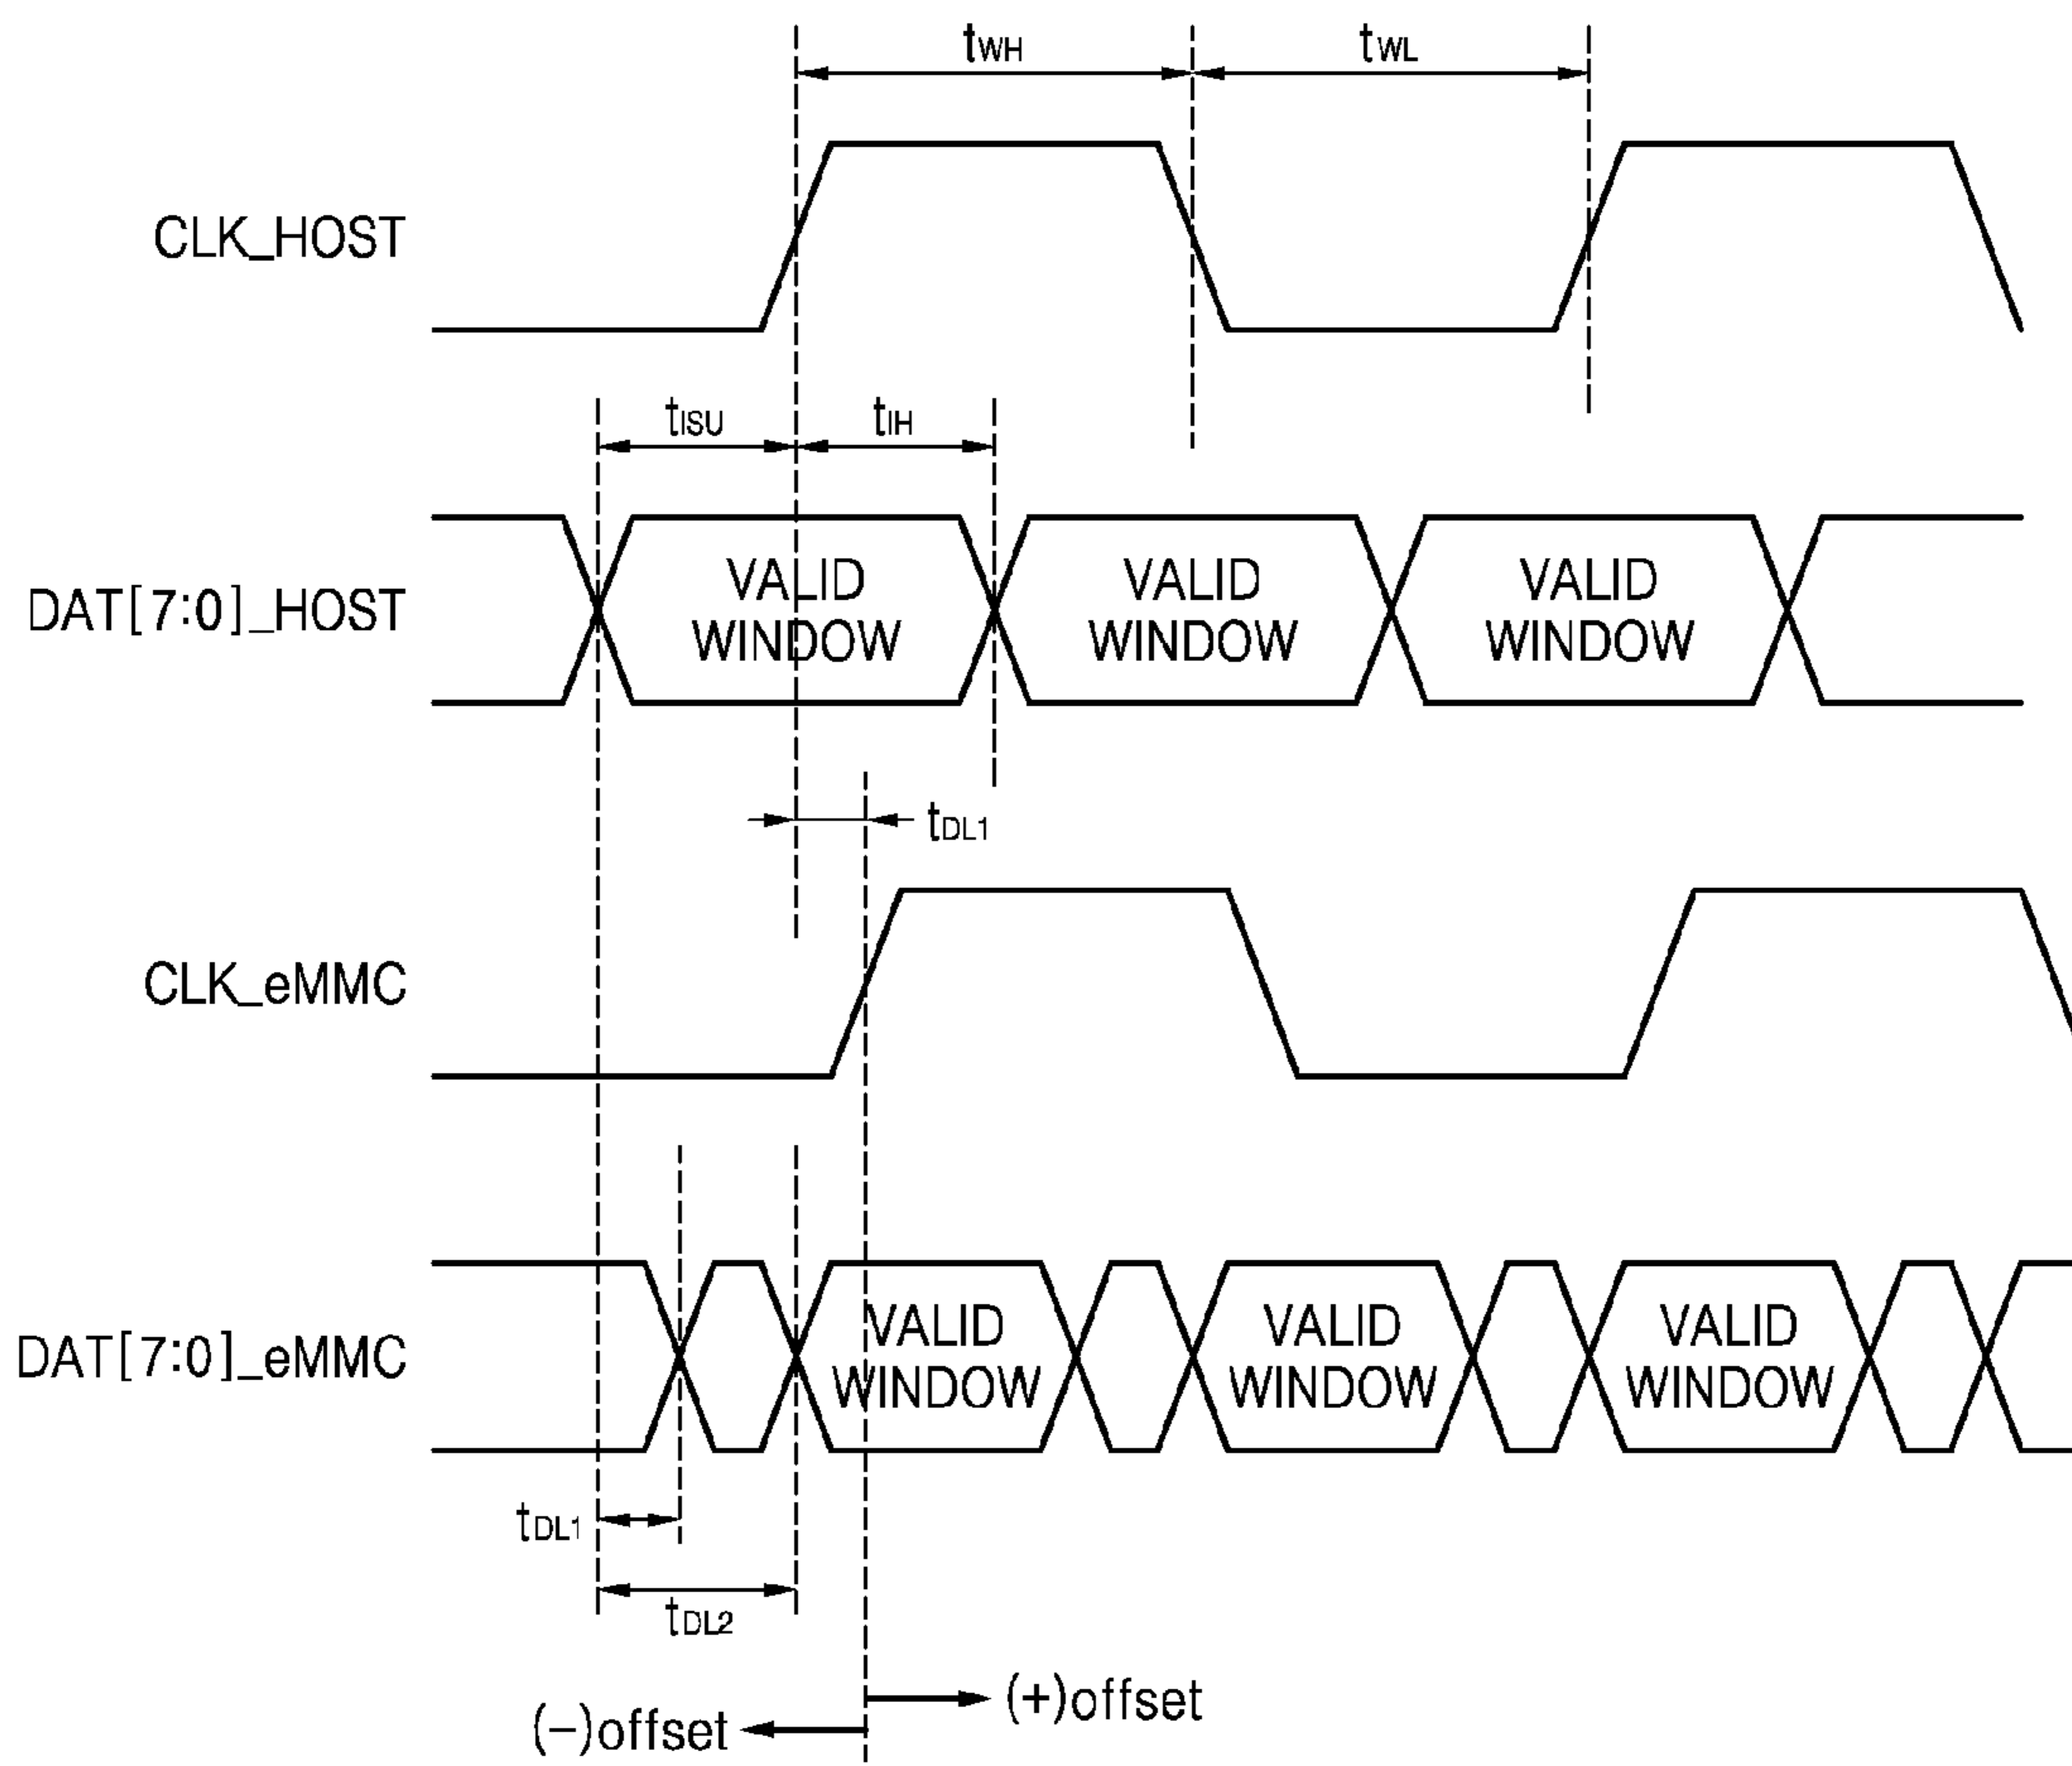 tWH
tWL
CLK_HOST
tISU
tIH
DAT[7:0]_HOST
VALID
WINDOW
VALID
WINDOW
VALID
WINDOW
tDL1
CLK_eMMC
DAT[7:0]_eMMC
VALID
WINDOW
VALID
WINDOW
VALID
WINDOW
tDL1
tDL2
(+)offset
(−)offset